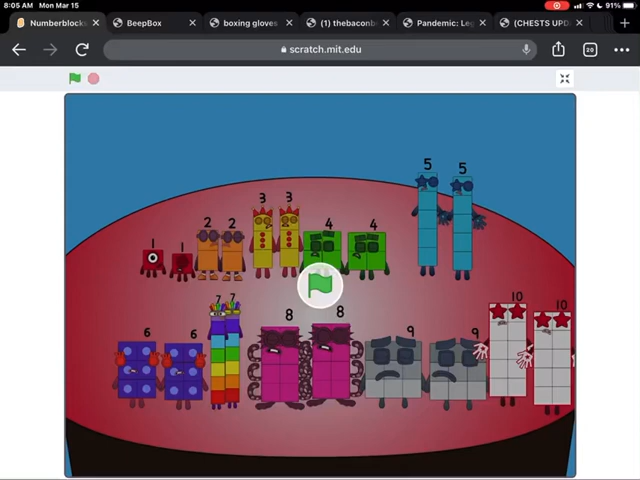 8:05 AM Mon Mar 15
91%
Numberblocks
BeepBox
boxing gloves
(1) thebaconb
Pandemic: Leg
(CHESTS UPD
scratch.mit.edu
20
5 5
3 3
2 2 4 4
1 1
7 7 10 10
8 8
6 6 9 9